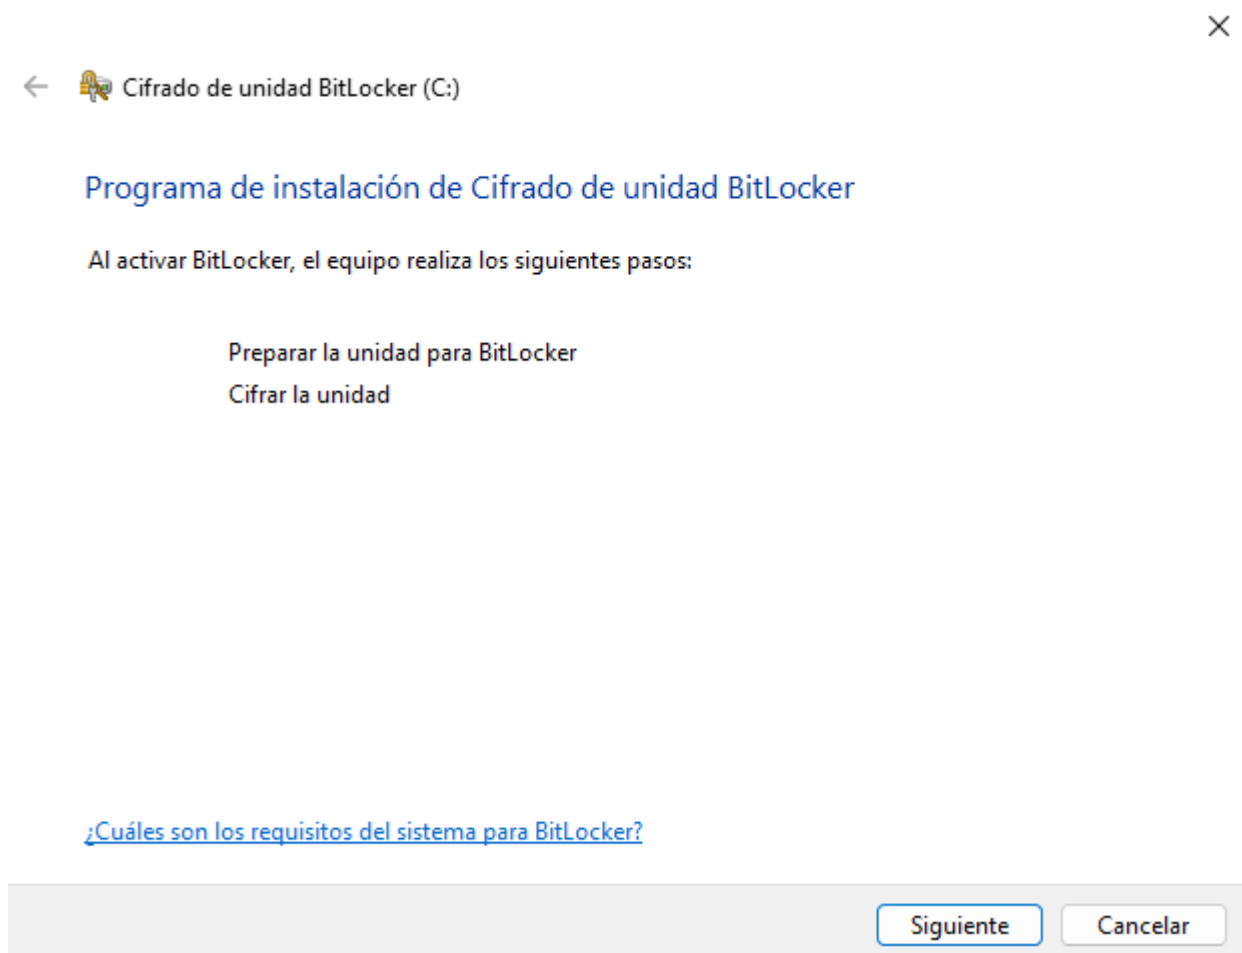 Cifrado de unidad BitLocker (C:)
Programa de instalación de Cifrado de unidad BitLocker
Al activar BitLocker, el equipo realiza los siguientes pasos:
Preparar la unidad para BitLocker
Cifrar la unidad
¿Cuáles son los requisitos del sistema para BitLocker?
Siguiente
Cancelar